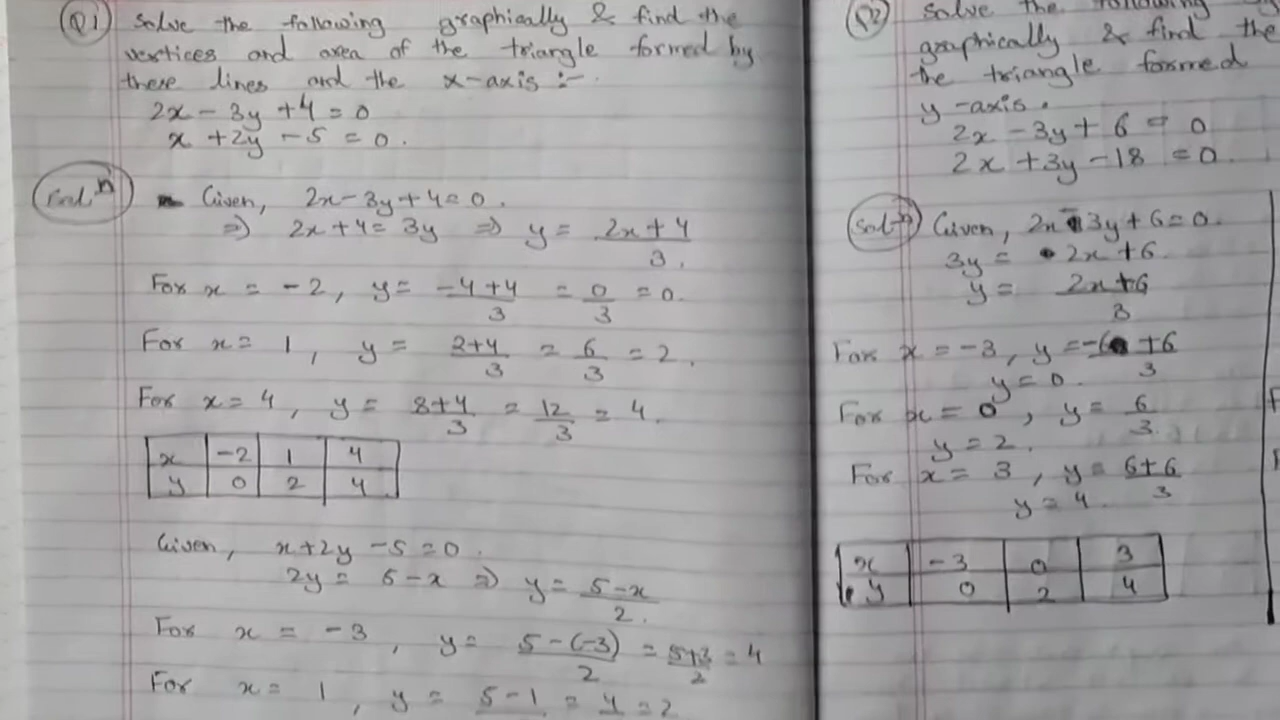 Q1 Solve the following graphically & find the
vertices and area of the triangle formed by
these lines and the x-axis :-
2x - 3y + 4 = 0
x + 2y - 5 = 0.
Given, 2x - 3y + 4 = 0.
⇒ 2x + 4 = 3y ⇒ y = (2x + 4)/3.
For x = -2, y = (-4 + 4)/3 = 0/3 = 0.
For x = 1, y = (2+4)/3 = 6/3 = 2.
For x = 4, y = (8+4)/3 = 12/3 = 4.
x -2 1 4
y 0 2 4
Given, x + 2y - 5 = 0.
2y = 5 - x ⇒ y = (5 - x)/2.
For x = -3, y = (5 - (-3))/2 = (5+3)/2 = 4
For x = 1, y = 5 - 1 = 4 = 2
Q2 Solve the following
graphically & find the
the triangle formed
y-axis.
2x - 3y + 6 = 0
2x + 3y - 18 = 0.
Solⁿ Given, 2x - 3y + 6 = 0.
3y = 2x + 6.
y = (2x + 6)/3
For x = -3, y = (-6 + 6)/3
y = 0.
For x = 0, y = 6/3.
y = 2.
For x = 3, y = (6+6)/3
y = 4.
x -3 0 3
y 0 2 4